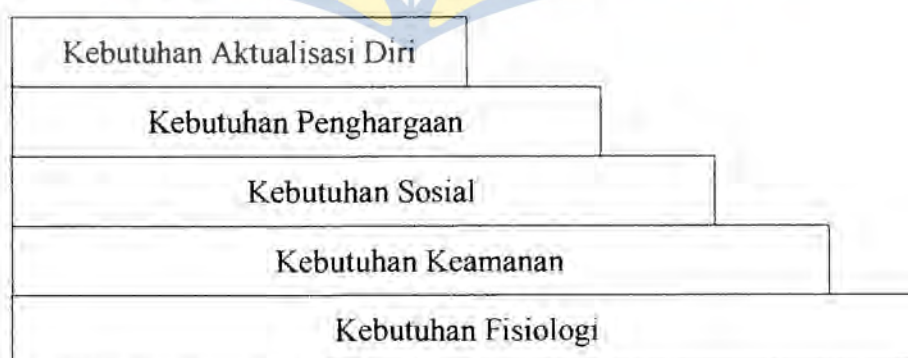 Kebutuhan Aktualisasi Diri
Kebutuhan Penghargaan
Kebutuhan Sosial
Kebutuhan Keamanan
Kebutuhan Fisiologi